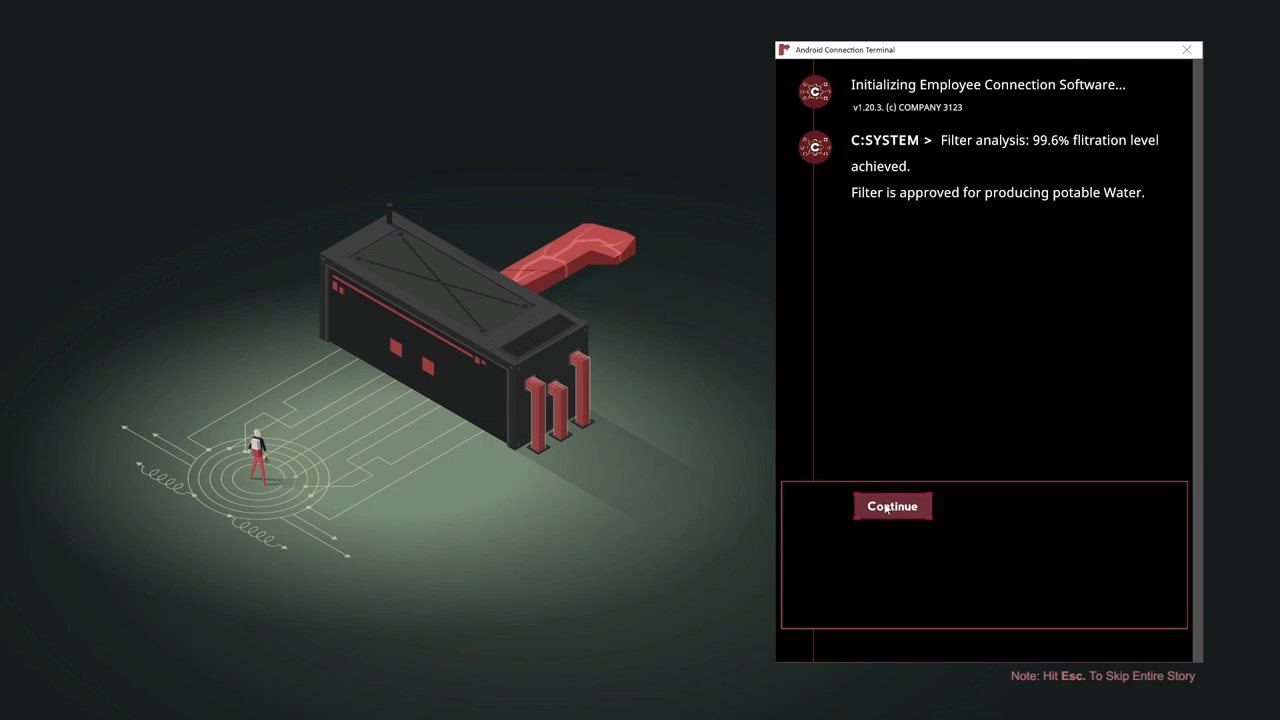 Android Connection Terminal
Initializing Employee Connection Software...
v1.20.3. (c) COMPANY 3123
C:SYSTEM > Filter analysis: 99.6% flitration level
achieved.
Filter is approved for producing potable Water.
Continue
Note: Hit Esc. To Skip Entire Story